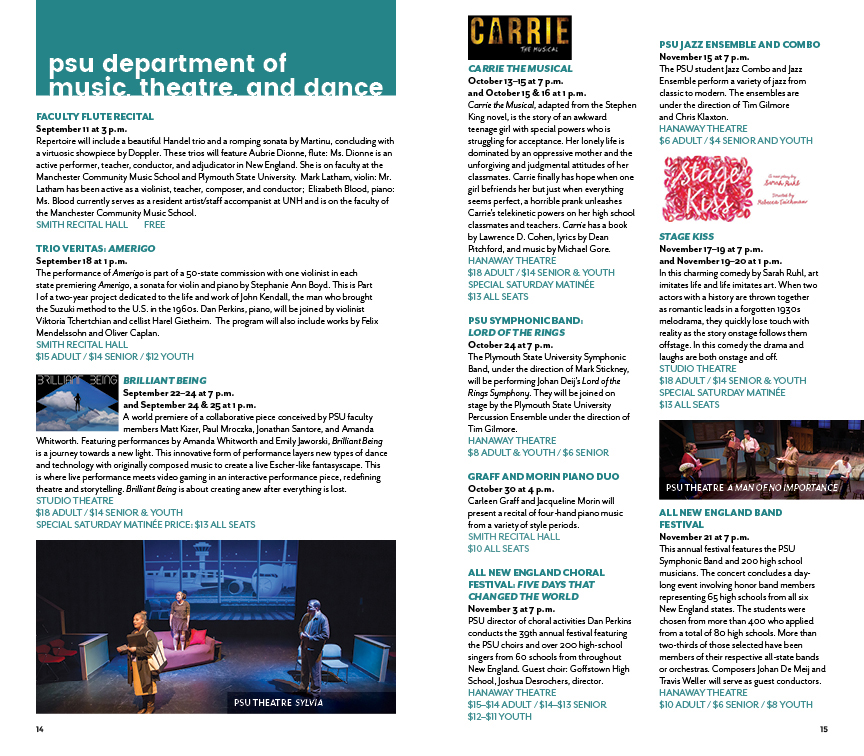 psu department of
music, theatre, and dance
FACULTY FLUTE RECITAL
September 11 at 3 p.m.
Repertoire will include a beautiful Handel trio and a romping sonata by Martinu, concluding with
a virtuosic showpiece by Doppler. These trios will feature Aubrie Dionne, flute: Ms. Dionne is an
active performer, teacher, conductor, and adjudicator in New England. She is on faculty at the
Manchester Community Music School and Plymouth State University. Mark Latham, violin: Mr.
Latham has been active as a violinist, teacher, composer, and conductor; Elizabeth Blood, piano:
Ms. Blood currently serves as a resident artist/staff accompanist at UNH and is on the faculty of
the Manchester Community Music School.
SMITH RECITAL HALL FREE
TRIO VERITAS: AMERIGO
September 18 at 1 p.m.
The performance of Amerigo is part of a 50-state commission with one violinist in each
state premiering Amerigo, a sonata for violin and piano by Stephanie Ann Boyd. This is Part
I of a two-year project dedicated to the life and work of John Kendall, the man who brought
the Suzuki method to the U.S. in the 1960s. Dan Perkins, piano, will be joined by violinist
Viktoria Tchertchian and cellist Harel Gietheim. The program will also include works by Felix
Mendelssohn and Oliver Caplan.
SMITH RECITAL HALL
$15 ADULT / $14 SENIOR / $12 YOUTH
BRILLIANT BEING
BRILLIANT BEING
September 22–24 at 7 p.m.
and September 24 & 25 at 1 p.m.
A world premiere of a collaborative piece conceived by PSU faculty
members Matt Kizer, Paul Mroczka, Jonathan Santore, and Amanda
Whitworth. Featuring performances by Amanda Whitworth and Emily Jaworski, Brilliant Being
is a journey towards a new light. This innovative form of performance layers new types of dance
and technology with originally composed music to create a live Escher-like fantasyscape. This
is where live performance meets video gaming in an interactive performance piece, redefining
theatre and storytelling. Brilliant Being is about creating anew after everything is lost.
STUDIO THEATRE
$18 ADULT / $14 SENIOR & YOUTH
SPECIAL SATURDAY MATINÉE PRICE: $13 ALL SEATS
PSU THEATRE SYLVIA
14
CARRIE
THE MUSICAL
CARRIE THE MUSICAL
October 13–15 at 7 p.m.
and October 15 & 16 at 1 p.m.
Carrie the Musical, adapted from the Stephen
King novel, is the story of an awkward
teenage girl with special powers who is
struggling for acceptance. Her lonely life is
dominated by an oppressive mother and the
unforgiving and judgmental attitudes of her
classmates. Carrie finally has hope when one
girl befriends her but just when everything
seems perfect, a horrible prank unleashes
Carrie's telekinetic powers on her high school
classmates and teachers. Carrie has a book
by Lawrence D. Cohen, lyrics by Dean
Pitchford, and music by Michael Gore.
HANAWAY THEATRE
$18 ADULT / $14 SENIOR & YOUTH
SPECIAL SATURDAY MATINÉE
$13 ALL SEATS
PSU SYMPHONIC BAND:
LORD OF THE RINGS
October 24 at 7 p.m.
The Plymouth State University Symphonic
Band, under the direction of Mark Stickney,
will be performing Johan Deij's Lord of the
Rings Symphony. They will be joined on
stage by the Plymouth State University
Percussion Ensemble under the direction of
Tim Gilmore.
HANAWAY THEATRE
$8 ADULT & YOUTH / $6 SENIOR
GRAFF AND MORIN PIANO DUO
October 30 at 4 p.m.
Carleen Graff and Jacqueline Morin will
present a recital of four-hand piano music
from a variety of style periods.
SMITH RECITAL HALL
$10 ALL SEATS
ALL NEW ENGLAND CHORAL
FESTIVAL: FIVE DAYS THAT
CHANGED THE WORLD
November 3 at 7 p.m.
PSU director of choral activities Dan Perkins
conducts the 39th annual festival featuring
the PSU choirs and over 200 high-school
singers from 60 schools from throughout
New England. Guest choir: Goffstown High
School, Joshua Desrochers, director.
HANAWAY THEATRE
$15–$14 ADULT / $14–$13 SENIOR
$12–$11 YOUTH
PSU JAZZ ENSEMBLE AND COMBO
November 15 at 7 p.m.
The PSU student Jazz Combo and Jazz
Ensemble perform a variety of jazz from
classic to modern. The ensembles are
under the direction of Tim Gilmore
and Chris Klaxton.
HANAWAY THEATRE
$6 ADULT / $4 SENIOR AND YOUTH
Stage
Kiss
A new play by
Sarah Ruhl
Directed by
STAGE KISS
November 17–19 at 7 p.m.
and November 19–20 at 1 p.m.
In this charming comedy by Sarah Ruhl, art
imitates life and life imitates art. When two
actors with a history are thrown together
as romantic leads in a forgotten 1930s
melodrama, they quickly lose touch with
reality as the story onstage follows them
offstage. In this comedy the drama and
laughs are both onstage and off.
STUDIO THEATRE
$18 ADULT / $14 SENIOR & YOUTH
SPECIAL SATURDAY MATINÉE
$13 ALL SEATS
PSU THEATRE A MAN OF NO IMPORTANCE
ALL NEW ENGLAND BAND
FESTIVAL
November 21 at 7 p.m.
This annual festival features the PSU
Symphonic Band and 200 high school
musicians. The concert concludes a day-
long event involving honor band members
representing 65 high schools from all six
New England states. The students were
chosen from more than 400 who applied
from a total of 80 high schools. More than
two-thirds of those selected have been
members of their respective all-state bands
or orchestras. Composers Johan De Meij and
Travis Weller will serve as guest conductors.
HANAWAY THEATRE
$10 ADULT / $6 SENIOR / $8 YOUTH
15